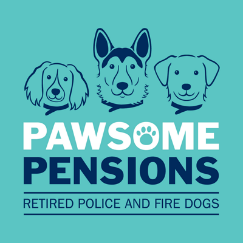 PAWSOME
PENSIONS
RETIRED POLICE AND FIRE DOGS